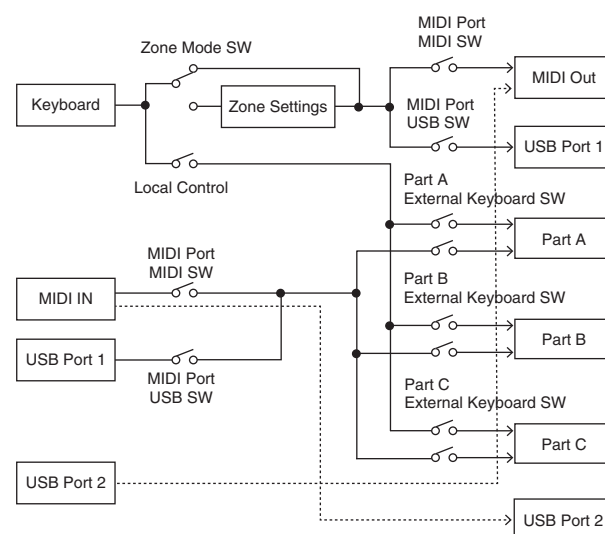 Zone Mode SW
Keyboard
Zone Settings
Local Control
MIDI Port
MIDI SW
MIDI Out
MIDI Port
USB SW
USB Port 1
Part A
External Keyboard SW
Part A
MIDI Port
MIDI SW
MIDI IN
Part B
External Keyboard SW
Part B
USB Port 1
MIDI Port
USB SW
Part C
External Keyboard SW
Part C
USB Port 2
USB Port 2